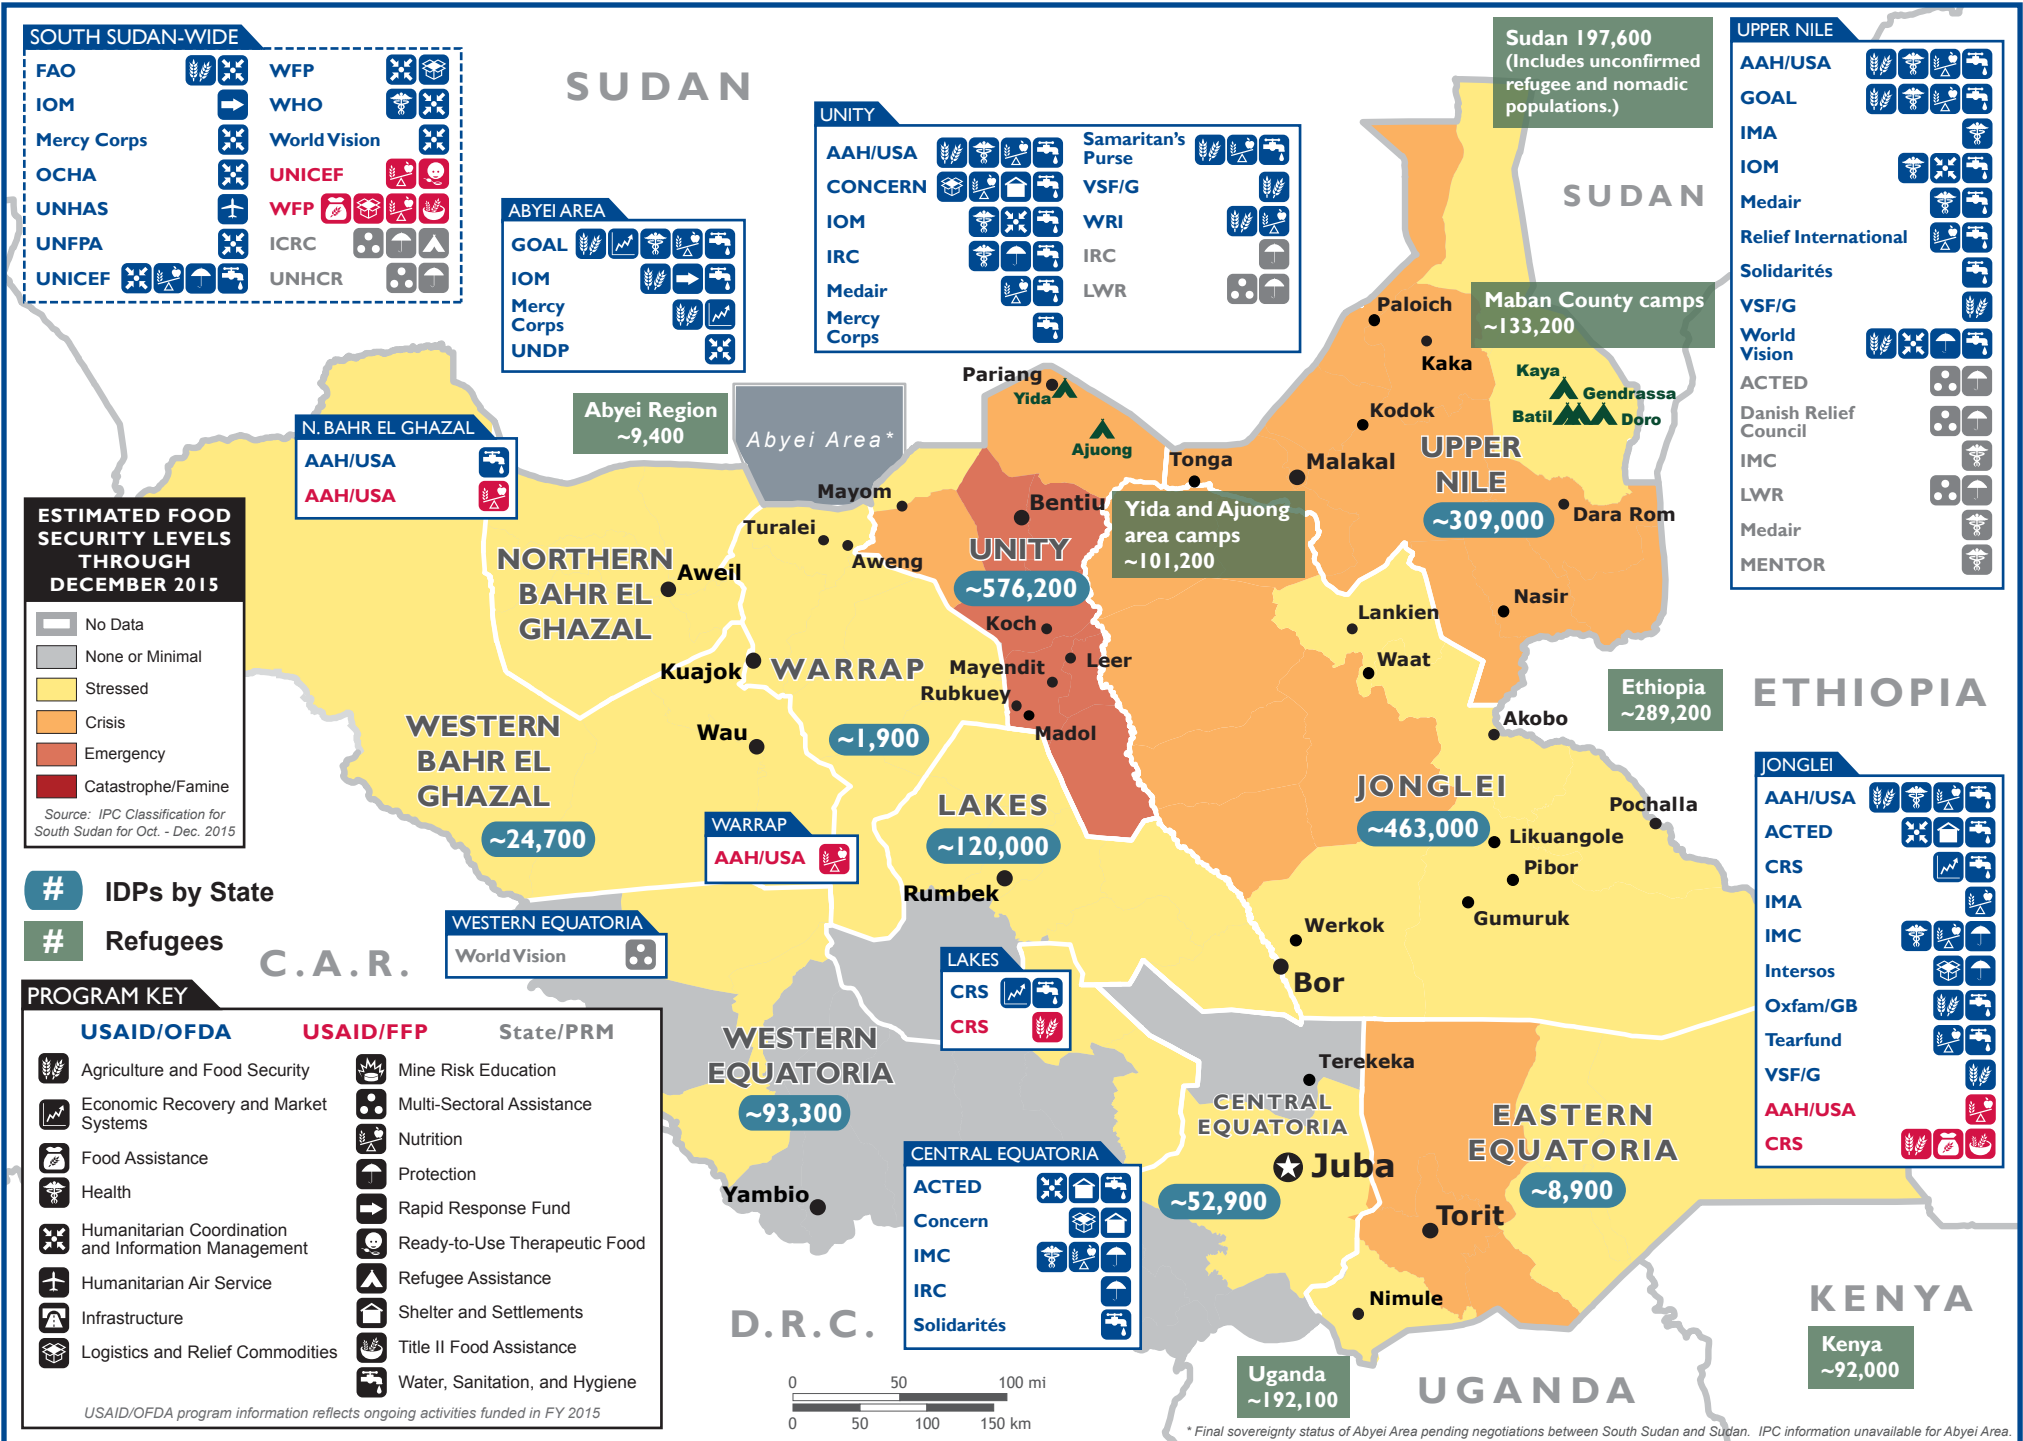 SOUTH SUDAN-WIDE
FAO
IOM
Mercy Corps
OCHA
UNHAS
UNFPA
UNICEF
WFP
WHO
World Vision
UNICEF
WFP
ICRC
UNHCR
SUDAN
ABYEI AREA
GOAL
IOM
Mercy
Corps
UNDP
UNITY
AAH/USA
CONCERN
IOM
IRC
Medair
Mercy
Corps
Samaritan's
Purse
VSF/G
WRI
IRC
LWR
Sudan 197,600
(Includes unconfirmed
refugee and nomadic
populations.)
SUDAN
UPPER NILE
AAH/USA
GOAL
IMA
IOM
Medair
Relief International
Solidarités
VSF/G
World
Vision
ACTED
Danish Relief
Council
IMC
LWR
Medair
MENTOR
Maban County camps
~133,200
Paloich
Kaka
Kaya
Gendrassa
Batil
Doro
Kodok
Pariang
Yida
Ajuong
Abyei Region
~9,400
Abyei Area*
N. BAHR EL GHAZAL
AAH/USA
AAH/USA
Tonga
Malakal
UPPER
NILE
~309,000
Dara Rom
Mayom
Bentiu
Yida and Ajuong
area camps
~101,200
Turalei
Aweng
UNITY
~576,200
NORTHERN
BAHR EL
GHAZAL
Aweil
Nasir
Lankien
Koch
Waat
Kuajok
WARRAP
Mayendit
Leer
Rubkuey
Madol
Ethiopia
~289,200
ETHIOPIA
Akobo
WESTERN
BAHR EL
GHAZAL
~24,700
Wau
~1,900
LAKES
~120,000
Rumbek
JONGLEI
~463,000
Pochalla
Likuangole
Pibor
Gumuruk
Werkok
Bor
WARRAP
AAH/USA
ESTIMATED FOOD
SECURITY LEVELS
THROUGH
DECEMBER 2015
No Data
None or Minimal
Stressed
Crisis
Emergency
Catastrophe/Famine
Source: IPC Classification for
South Sudan for Oct. - Dec. 2015
# IDPs by State
# Refugees
C.A.R.
WESTERN EQUATORIA
World Vision
LAKES
CRS
CRS
JONGLEI
AAH/USA
ACTED
CRS
IMA
IMC
Intersos
Oxfam/GB
Tearfund
VSF/G
AAH/USA
CRS
WESTERN
EQUATORIA
~93,300
Yambio
Terekeka
CENTRAL
EQUATORIA
Juba
~52,900
EASTERN
EQUATORIA
~8,900
Torit
Nimule
CENTRAL EQUATORIA
ACTED
Concern
IMC
IRC
Solidarités
D.R.C.
KENYA
Kenya
~92,000
Uganda
~192,100
UGANDA
PROGRAM KEY
USAID/OFDA USAID/FFP State/PRM
Agriculture and Food Security
Economic Recovery and Market
Systems
Food Assistance
Health
Humanitarian Coordination
and Information Management
Humanitarian Air Service
Infrastructure
Logistics and Relief Commodities
Mine Risk Education
Multi-Sectoral Assistance
Nutrition
Protection
Rapid Response Fund
Ready-to-Use Therapeutic Food
Refugee Assistance
Shelter and Settlements
Title II Food Assistance
Water, Sanitation, and Hygiene
USAID/OFDA program information reflects ongoing activities funded in FY 2015
0 50 100 mi
0 50 100 150 km
* Final sovereignty status of Abyei Area pending negotiations between South Sudan and Sudan. IPC information unavailable for Abyei Area.